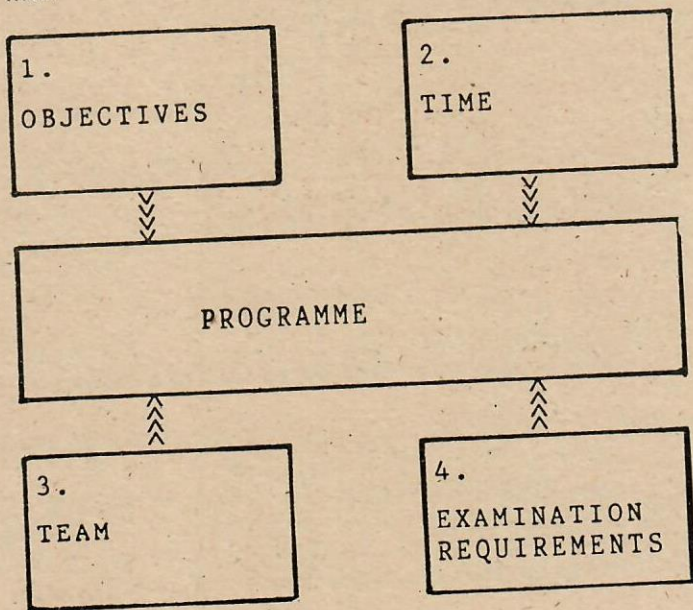 1.
OBJECTIVES
2.
TIME
PROGRAMME
3.
TEAM
4.
EXAMINATION
REQUIREMENTS